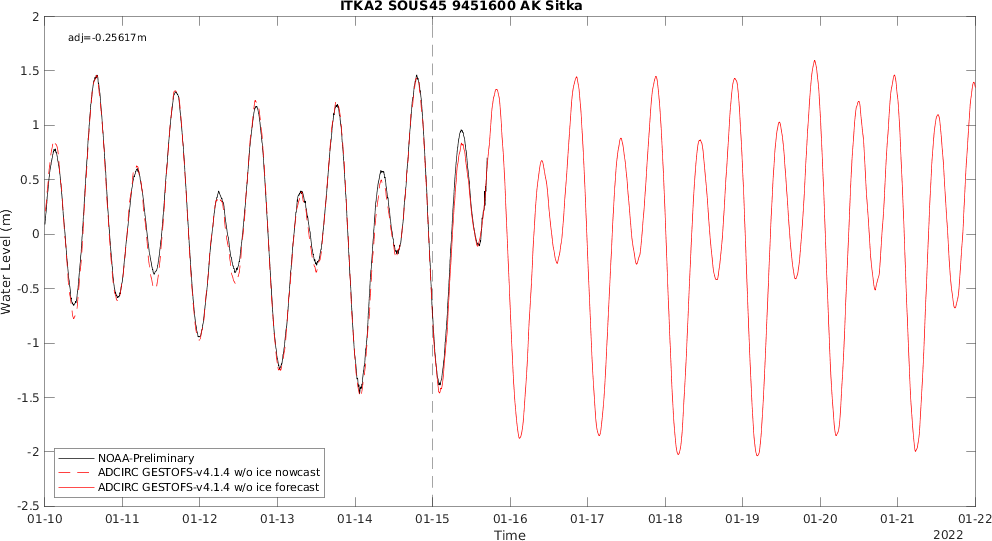 ITKA2 SOUS45 9451600 AK Sitka
adj=-0.25617m
2
1.5
1
0.5
0
-0.5
-1
-1.5
-2
-2.5
Water Level (m)
NOAA-Preliminary
ADCIRC GESTOFS-v4.1.4 w/o ice nowcast
ADCIRC GESTOFS-v4.1.4 w/o ice forecast
01-10 01-11 01-12 01-13 01-14 01-15 01-16 01-17 01-18 01-19 01-20 01-21 01-22
Time
2022